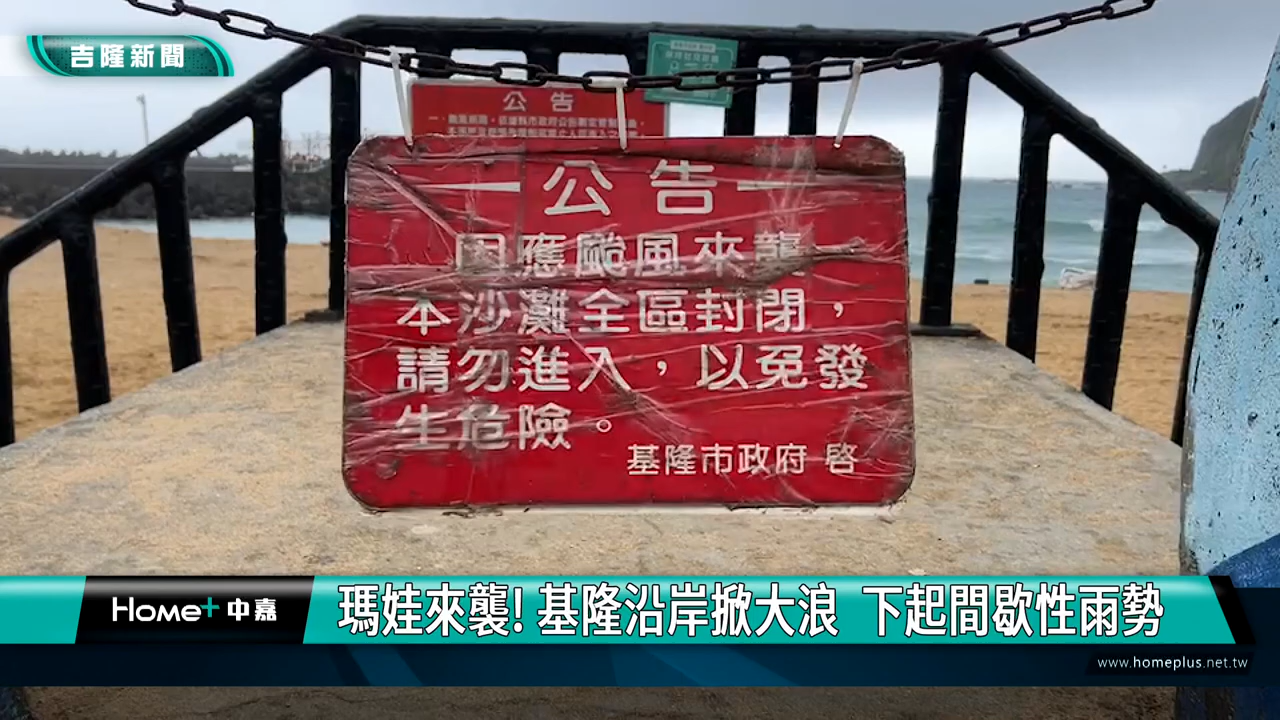 吉隆新聞
公告
公告
因應颱風來襲
本沙灘全區封閉，
請勿進入，以免發
生危險。
基隆市政府 啓
Home+ 中嘉
瑪娃來襲! 基隆沿岸掀大浪 下起間歇性雨勢
www.homeplus.net.tw